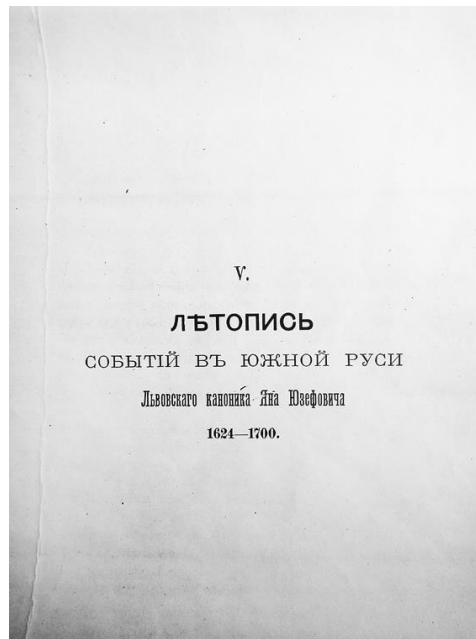 V.
ЛѢТОПИСЬ
СОБЫТІЙ ВЪ ЮЖНОЙ РУСИ
Львовскаго каноника Яна Юзефовича
1624—1700.